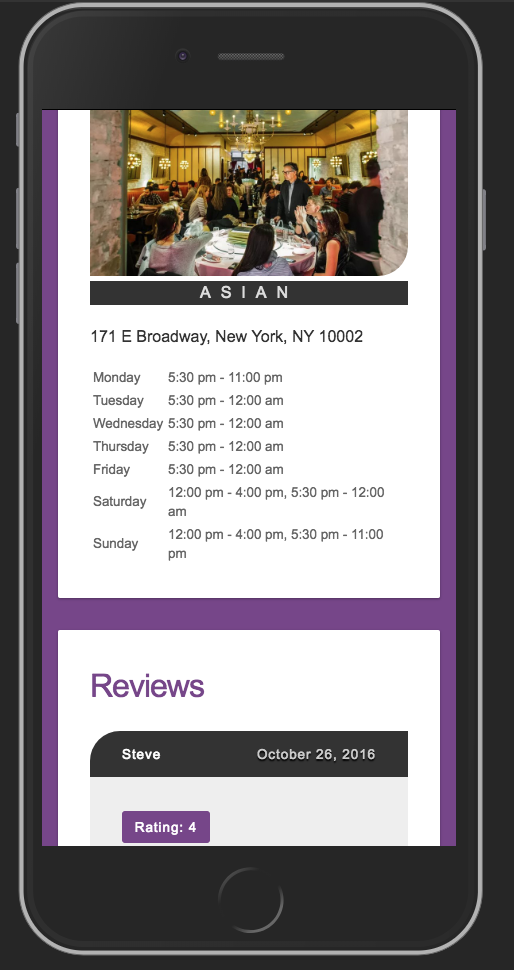 ASIAN
171 E Broadway, New York, NY 10002
Monday 5:30 pm - 11:00 pm
Tuesday 5:30 pm - 12:00 am
Wednesday 5:30 pm - 12:00 am
Thursday 5:30 pm - 12:00 am
Friday 5:30 pm - 12:00 am
Saturday 12:00 pm - 4:00 pm, 5:30 pm - 12:00
am
Sunday 12:00 pm - 4:00 pm, 5:30 pm - 11:00
pm
Reviews
Steve October 26, 2016
Rating: 4